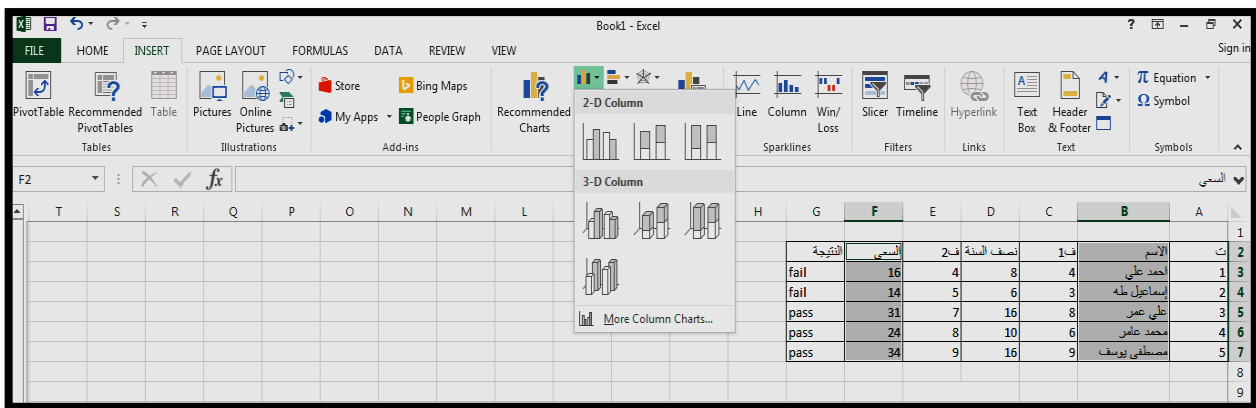 Book1 - Excel
FILE HOME INSERT PAGE LAYOUT FORMULAS DATA REVIEW VIEW Sign in
PivotTable Recommended PivotTables Table Pictures Online Pictures Store My Apps Bing Maps People Graph Recommended Charts Line Column Win/Loss Slicer Timeline Hyperlink Text Box Header & Footer Equation Symbol
Tables Illustrations Add-ins Sparklines Filters Links Text Symbols
2-D Column
3-D Column
More Column Charts...
F2 fx السعي
T S R Q P O N M L H G F E D C B A
1
ت الاسم ف1 نصف السنة ف2 السعي النتيجة 2
1 احمد علي 4 8 4 16 fail 3
2 إسماعيل طه 3 6 5 14 fail 4
3 علي عمر 8 16 7 31 pass 5
4 محمد عامر 6 10 8 24 pass 6
5 مصطفى يوسف 9 16 9 34 pass 7
8
9